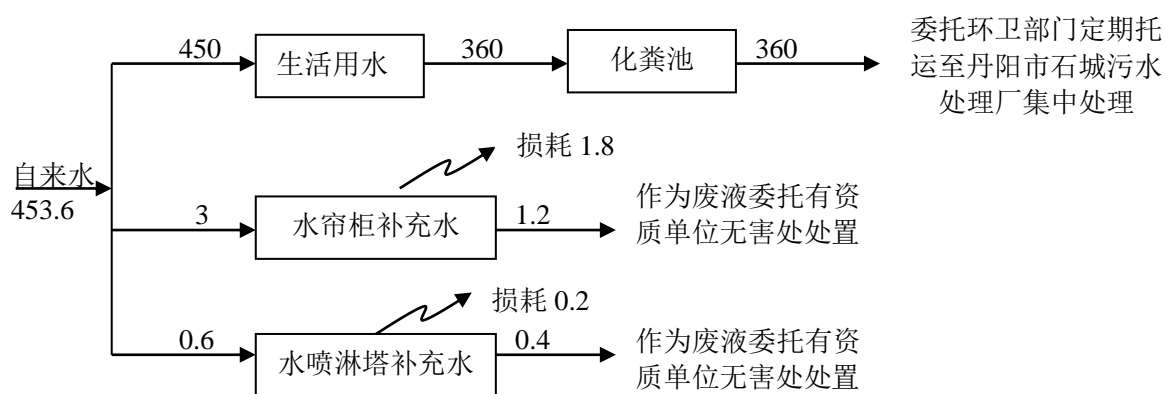 委托环卫部门定期托
运至丹阳市石城污水
处理厂集中处理
450
生活用水
360
化粪池
360
损耗 1.8
自来水
453.6
3
水帘柜补充水
1.2
作为废液委托有资
质单位无害处处置
损耗 0.2
0.6
水喷淋塔补充水
0.4
作为废液委托有资
质单位无害处处置